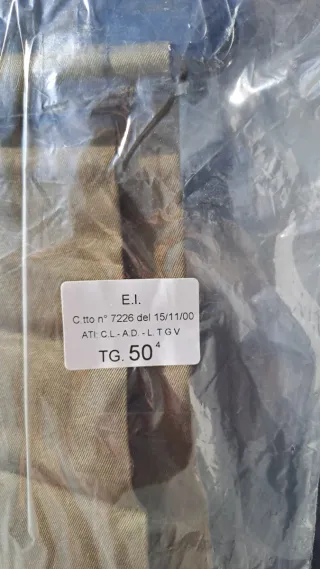 E.I.
C.tto n° 7226 del 15/11/00
ATI: C.L - A.D. - L. T G V
TG. 50 4